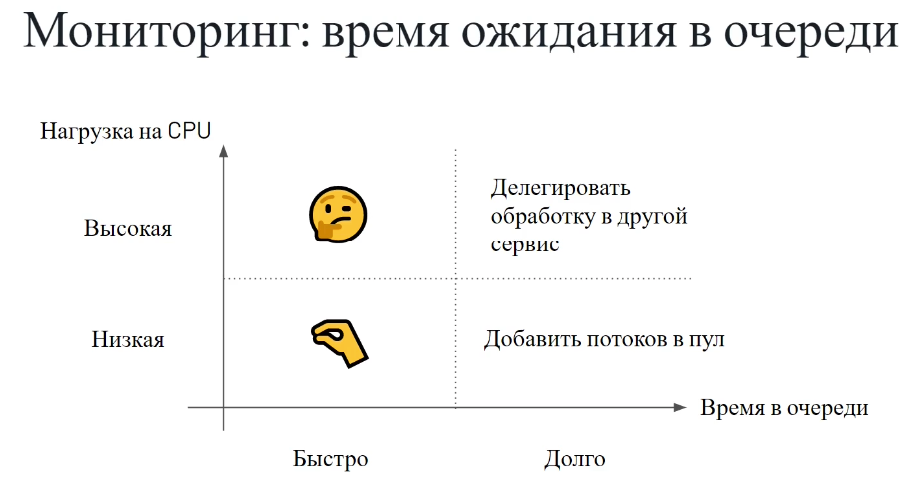 Мониторинг: время ожидания в очереди
Нагрузка на CPU
Делегировать
обработку в другой
сервис
Высокая
Низкая
Добавить потоков в пул
Время в очереди
Быстро
Долго